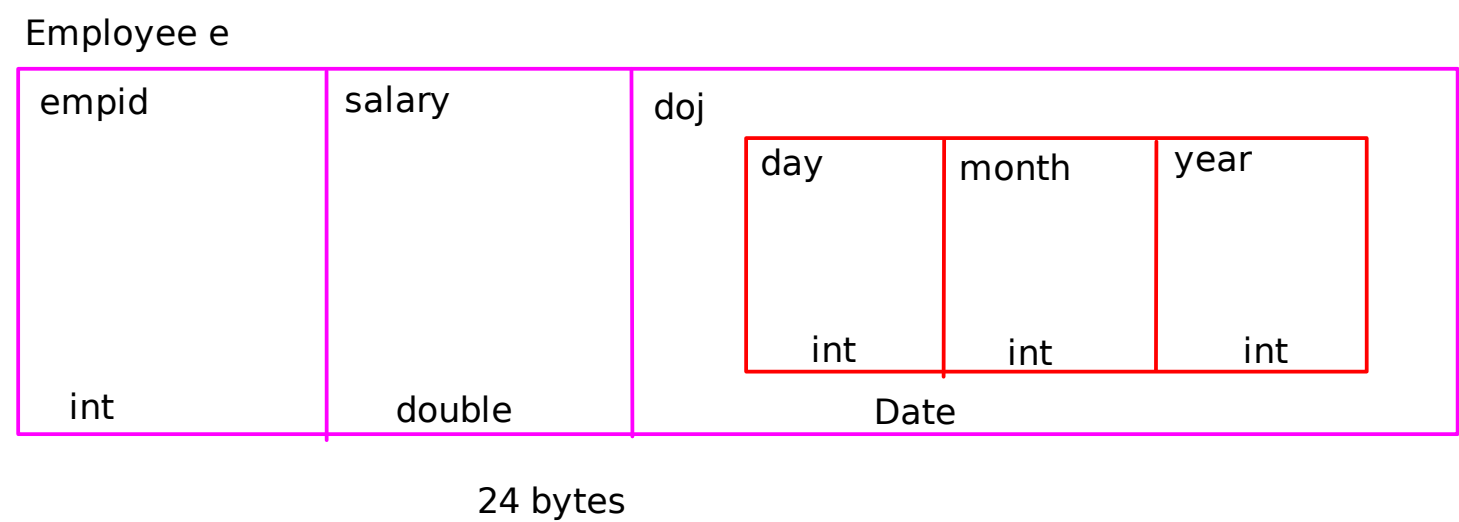 Employee e
empid
salary
doj
day
month
year
int
int
int
int
double
Date
24 bytes